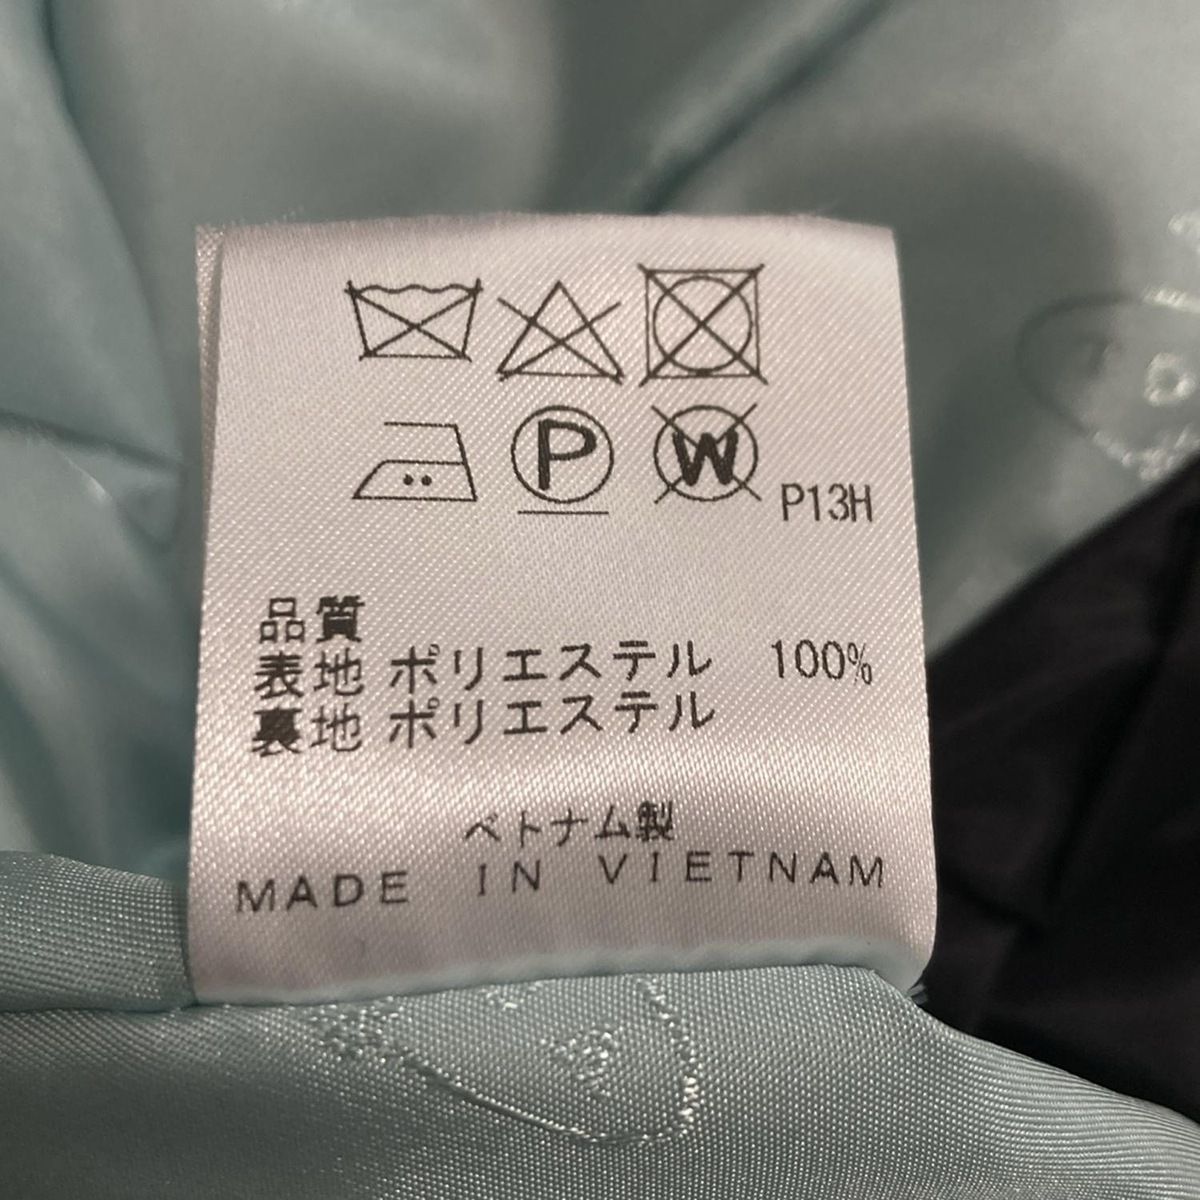 P
W
P13H
品質
表地 ポリエステル 100%
裏地 ポリエステル
ベトナム製
MADE IN VIETNAM